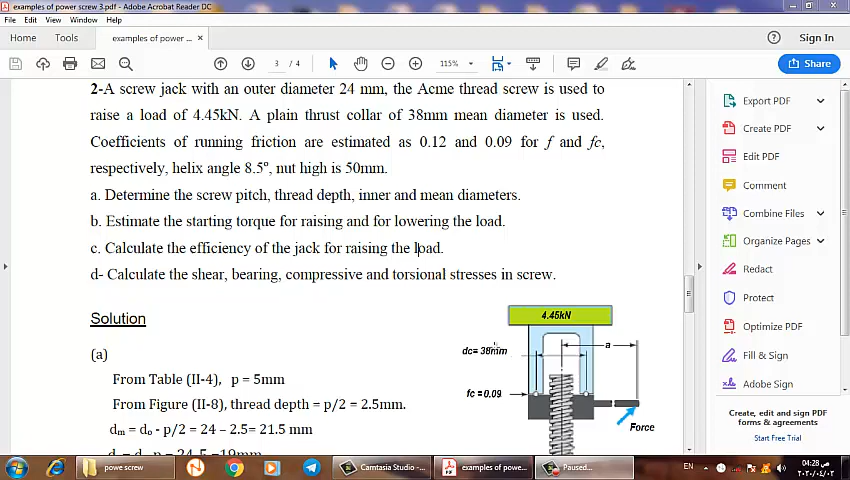 examples of power screw 3.pdf - Adobe Acrobat Reader DC
File Edit View Window Help
Home Tools examples of power ... × Sign In
3 / 4 115% Share
2-A screw jack with an outer diameter 24 mm, the Acme thread screw is used to
raise a load of 4.45kN. A plain thrust collar of 38mm mean diameter is used.
Coefficients of running friction are estimated as 0.12 and 0.09 for f and fc,
respectively, helix angle 8.5º, nut high is 50mm.
a. Determine the screw pitch, thread depth, inner and mean diameters.
b. Estimate the starting torque for raising and for lowering the load.
c. Calculate the efficiency of the jack for raising the load.
d- Calculate the shear, bearing, compressive and torsional stresses in screw.
Solution
(a)
From Table (II-4), p = 5mm
From Figure (II-8), thread depth = p/2 = 2.5mm.
dm = do - p/2 = 24 – 2.5= 21.5 mm
4.45kN
dc= 38mm
a
fc =0.09
Force
Export PDF
Create PDF
Edit PDF
Comment
Combine Files
Organize Pages
Redact
Protect
Optimize PDF
Fill & Sign
Adobe Sign
Create, edit and sign PDF
forms & agreements
Start Free Trial
powe screw
Camtasia Studio - ...
examples of powe...
Paused...
EN
04:28 ص
٢٠٢٠/٠٤/٠٢